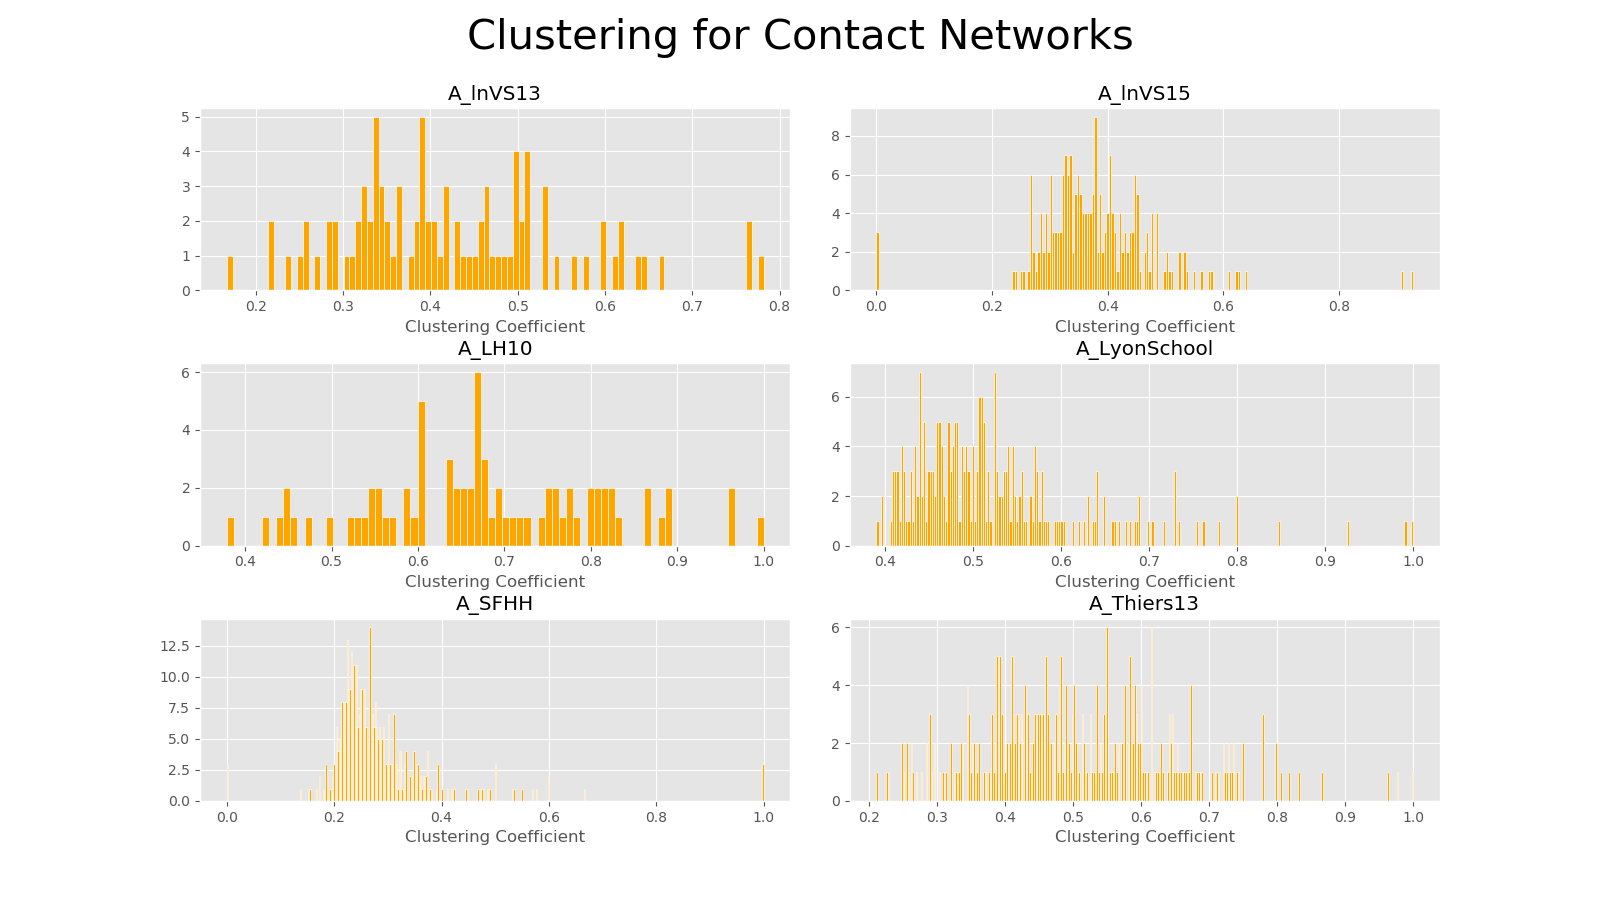 Clustering for Contact Networks
A_lnVS13
5
4
3
2
1
0
0.2 0.3 0.4 0.5 0.6 0.7 0.8
Clustering Coefficient
A_lnVS15
8
6
4
2
0
0.0 0.2 0.4 0.6 0.8
Clustering Coefficient
A_LH10
6
4
2
0
0.4 0.5 0.6 0.7 0.8 0.9 1.0
Clustering Coefficient
A_LyonSchool
6
4
2
0
0.4 0.5 0.6 0.7 0.8 0.9 1.0
Clustering Coefficient
A_SFHH
12.5
10.0
7.5
5.0
2.5
0.0
0.0 0.2 0.4 0.6 0.8 1.0
Clustering Coefficient
A_Thiers13
6
4
2
0
0.2 0.3 0.4 0.5 0.6 0.7 0.8 0.9 1.0
Clustering Coefficient